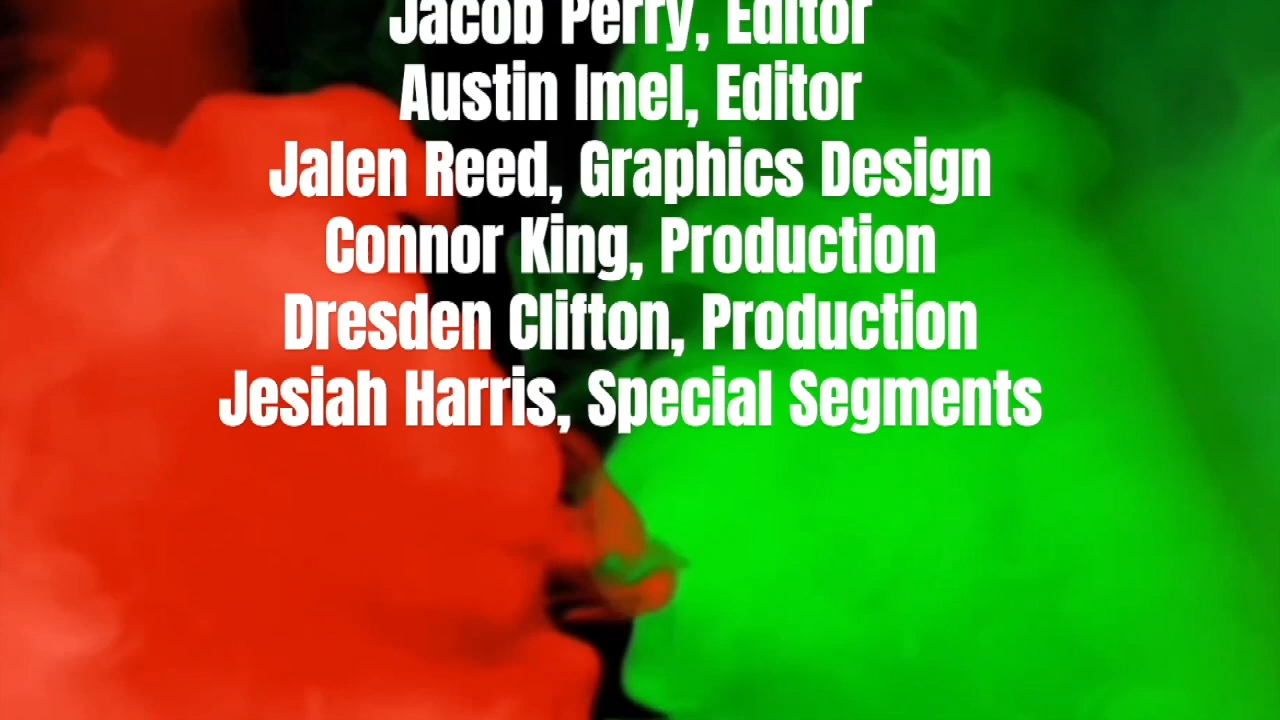 Jacob Perry, Editor
Austin Imel, Editor
Jalen Reed, Graphics Design
Connor King, Production
Dresden Clifton, Production
Jesiah Harris, Special Segments